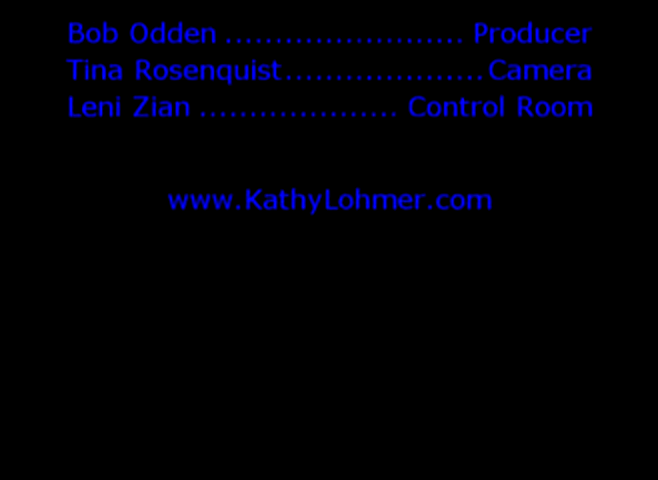 Bob Odden ........................ Producer
Tina Rosenquist.................... Camera
Leni Zian .................... Control Room
www.KathyLohmer.com